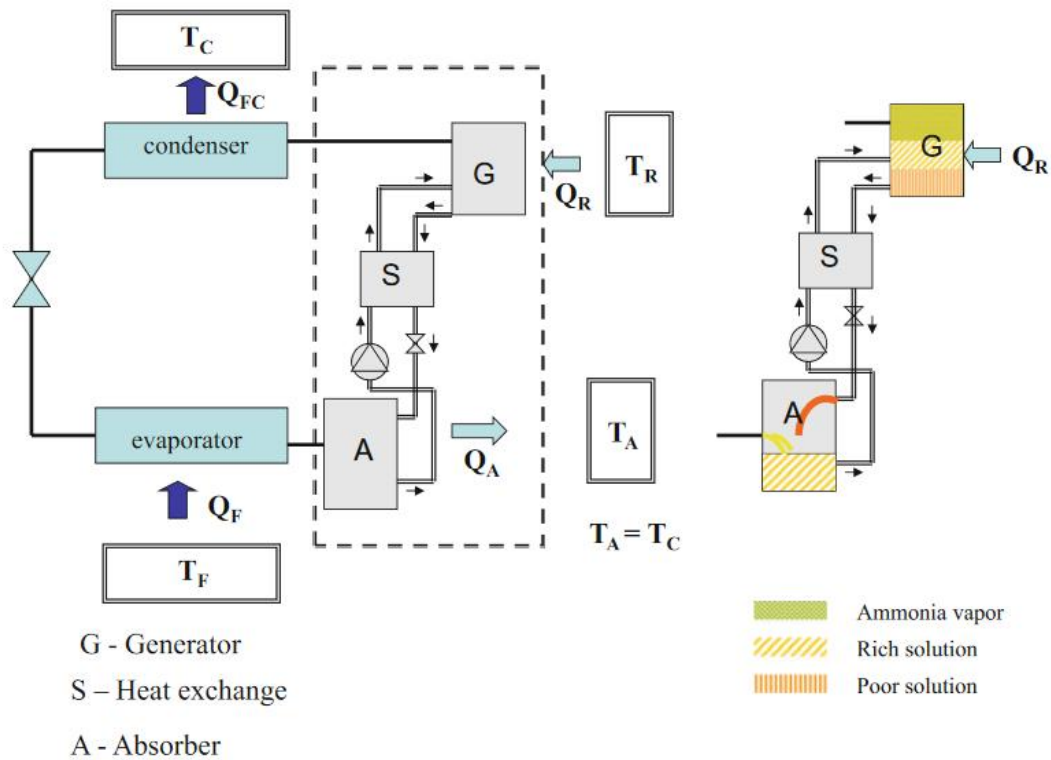 T_C
Q_FC
condenser
G
Q_R
T_R
G
Q_R
S
S
evaporator
A
Q_A
T_A
A
Q_F
T_A = T_C
T_F
G - Generator
S – Heat exchange
A - Absorber
Ammonia vapor
Rich solution
Poor solution